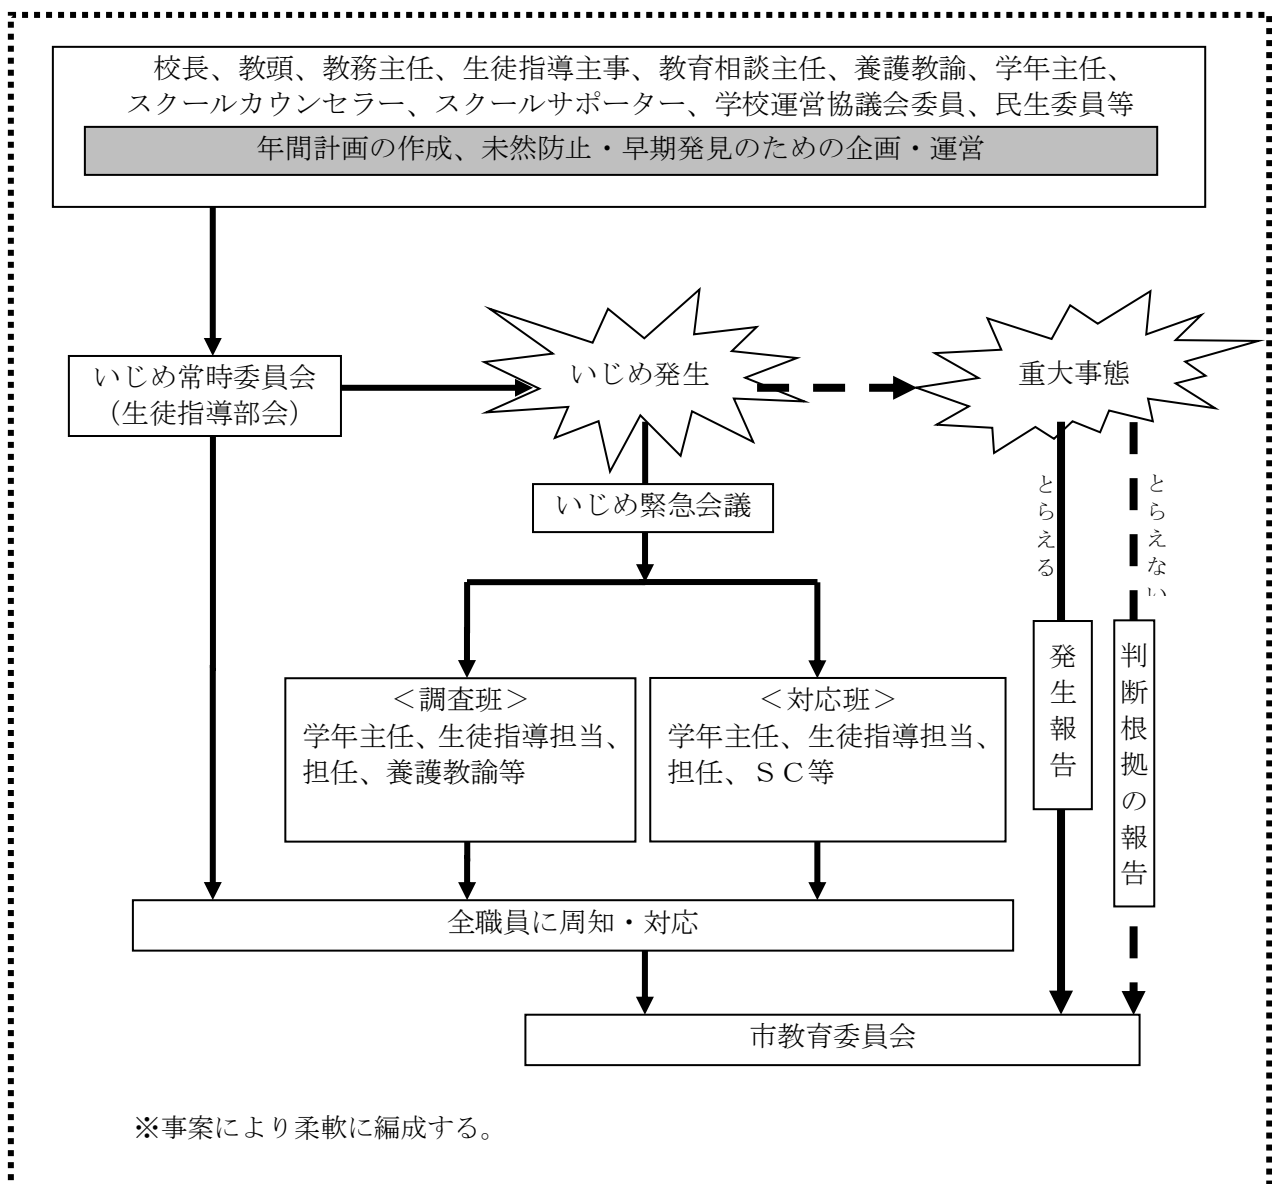 校長、教頭、教務主任、生徒指導主事、教育相談主任、養護教諭、学年主任、
スクールカウンセラー、スクールサポーター、学校運営協議会委員、民生委員等
年間計画の作成、未然防止・早期発見のための企画・運営
いじめ常時委員会
（生徒指導部会）
いじめ発生
重大事態
いじめ緊急会議
とらえる
とらえない
＜調査班＞
学年主任、生徒指導担当、
担任、養護教諭等
＜対応班＞
学年主任、生徒指導担当、
担任、ＳＣ等
発生報告
判断根拠の報告
全職員に周知・対応
市教育委員会
※事案により柔軟に編成する。